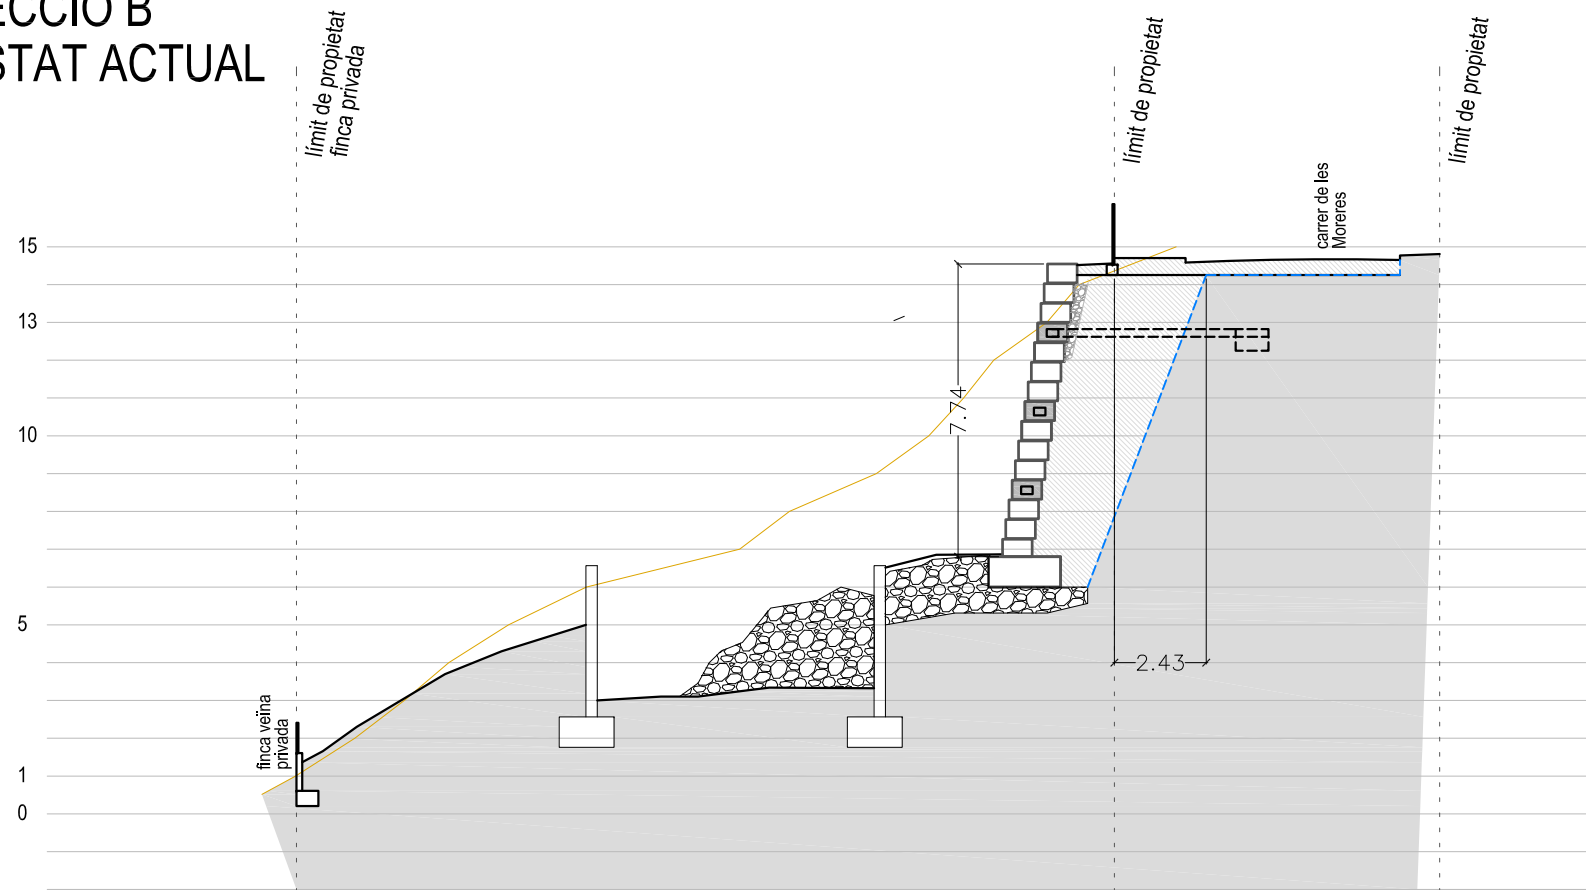 ECCIÓ B
STAT ACTUAL
límit de propietat
finca privada
límit de propietat
límit de propietat
carrer de les
Moreres
15
13
10
5
1
0
7.74
2.43
finca veïna
privada